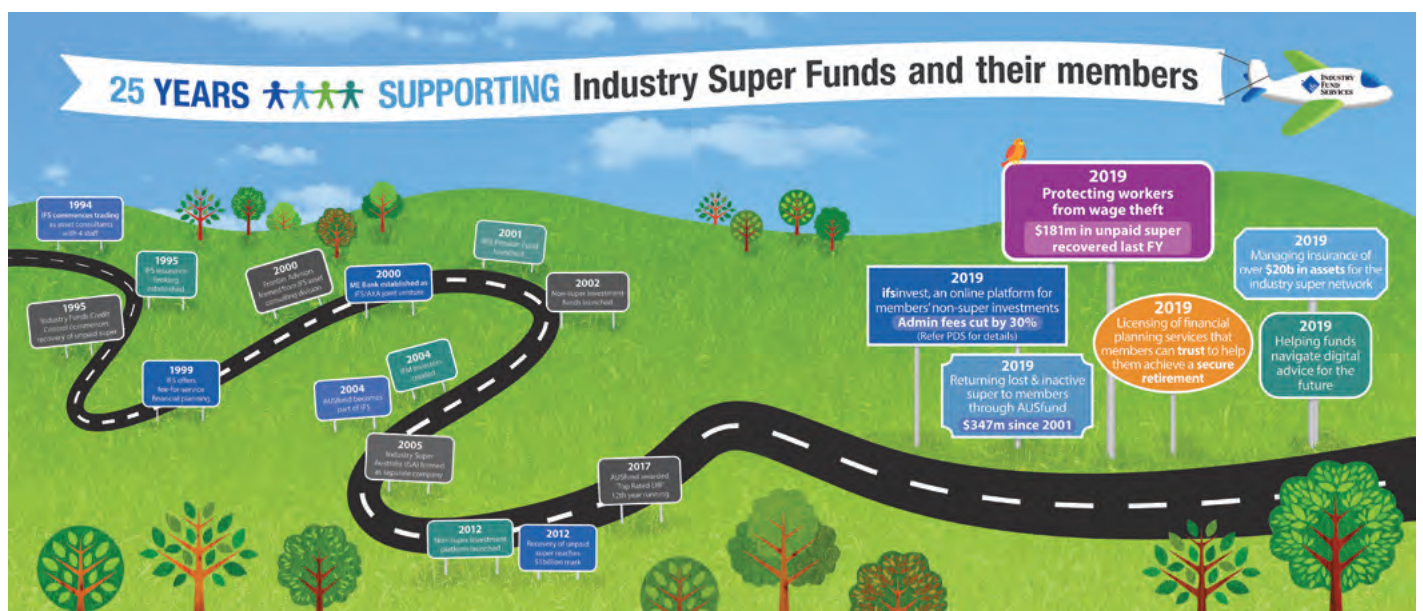 25 YEARS SUPPORTING Industry Super Funds and their members
INDUSTRY
FUND
SERVICES
1994
IFS commences trading
as asset consultants
with 4 staff
1995
IFS insurance
broking
established
1995
Industry Funds Credit
Control commences
recovery of unpaid super
1999
IFS offers
fee-for-service
financial planning
2000
Frontier Advisors
formed from IFS asset
consulting division
2000
ME Bank established as
IFS/AXA joint venture
2001
IFS Pension Fund
launched
2002
Non-super investment
funds launched
2004
IFM Investors
created
2004
AUSfund becomes
part of IFS
2005
Industry Super
Australia (ISA) formed
as separate company
2012
Non-super investment
platform launched
2012
Recovery of unpaid
super reaches
$1billion mark
2017
AUSfund awarded
"Top Rated ERF"
12th year running
2019
Protecting workers
from wage theft
$181m in unpaid super
recovered last FY
2019
ifsinvest, an online platform for
members' non-super investments
Admin fees cut by 30%
(Refer PDS for details)
2019
Returning lost & inactive
super to members
through AUSfund
$347m since 2001
2019
Licensing of financial
planning services that
members can trust to help
them achieve a secure
retirement
2019
Managing insurance of
over $20b in assets for the
industry super network
2019
Helping funds
navigate digital
advice for the
future